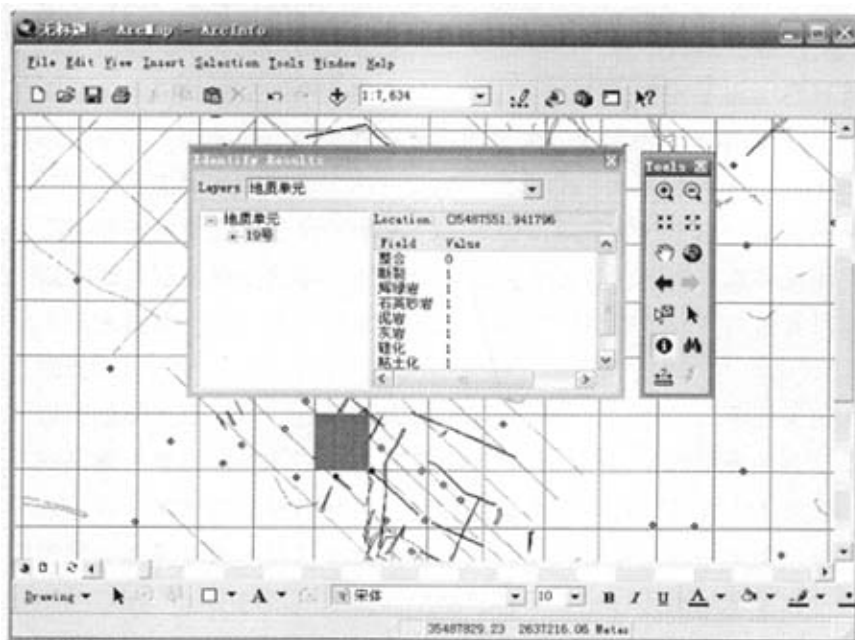 无标题 - ArcMap - ArcInfo
File Edit View Insert Selection Tools Window Help
1:7,634
Identify Results
Layers 地质单元
地质单元
19号
Location
Field Value
整合 0
断裂 1
辉绿岩 1
石英砂岩 1
泥岩 1
灰岩 1
硅化 1
粘土化 1
Tools
Drawing
A
宋体
10
B I U A
35487829.23 2637216.06 Meters